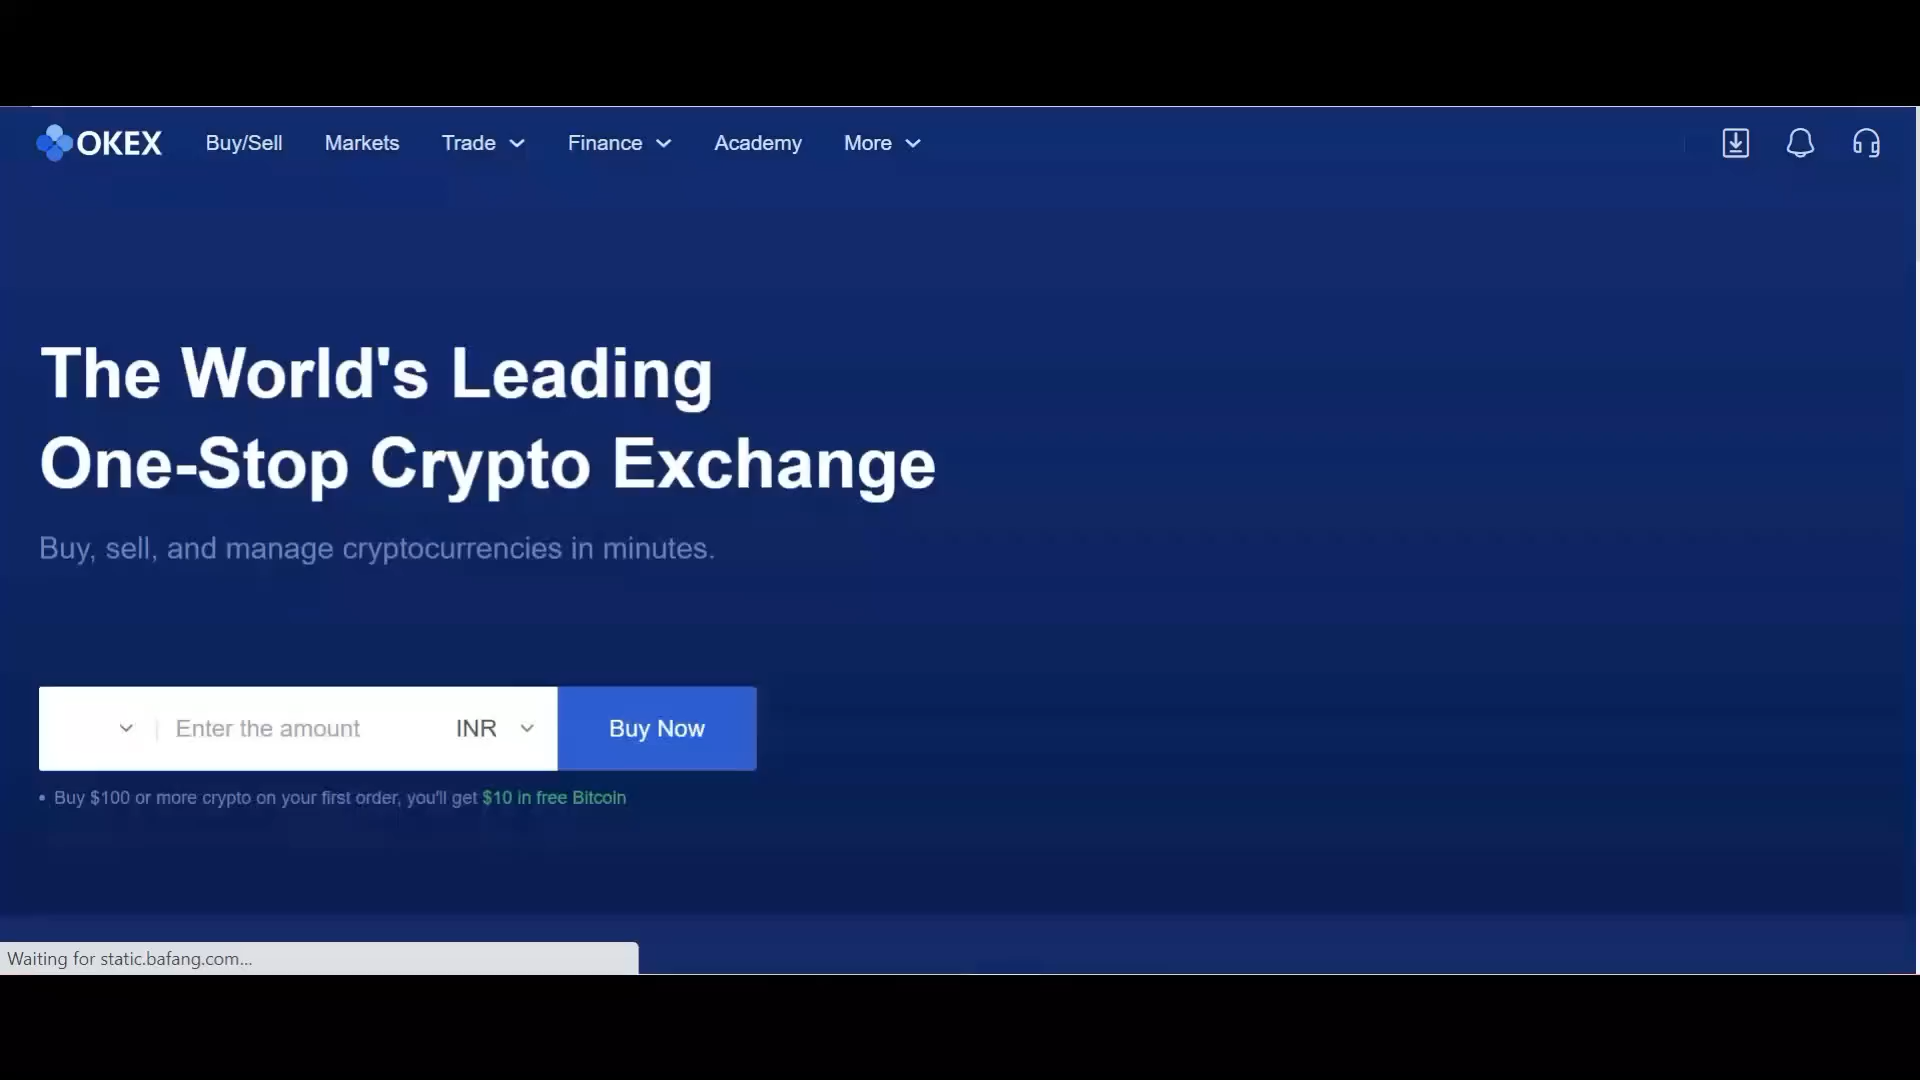 OKEX
Buy/Sell
Markets
Trade
Finance
Academy
More
The World's Leading
One-Stop Crypto Exchange
Buy, sell, and manage cryptocurrencies in minutes.
Enter the amount
INR
Buy Now
• Buy $100 or more crypto on your first order, you'll get $10 in free Bitcoin
Waiting for static.bafang.com...